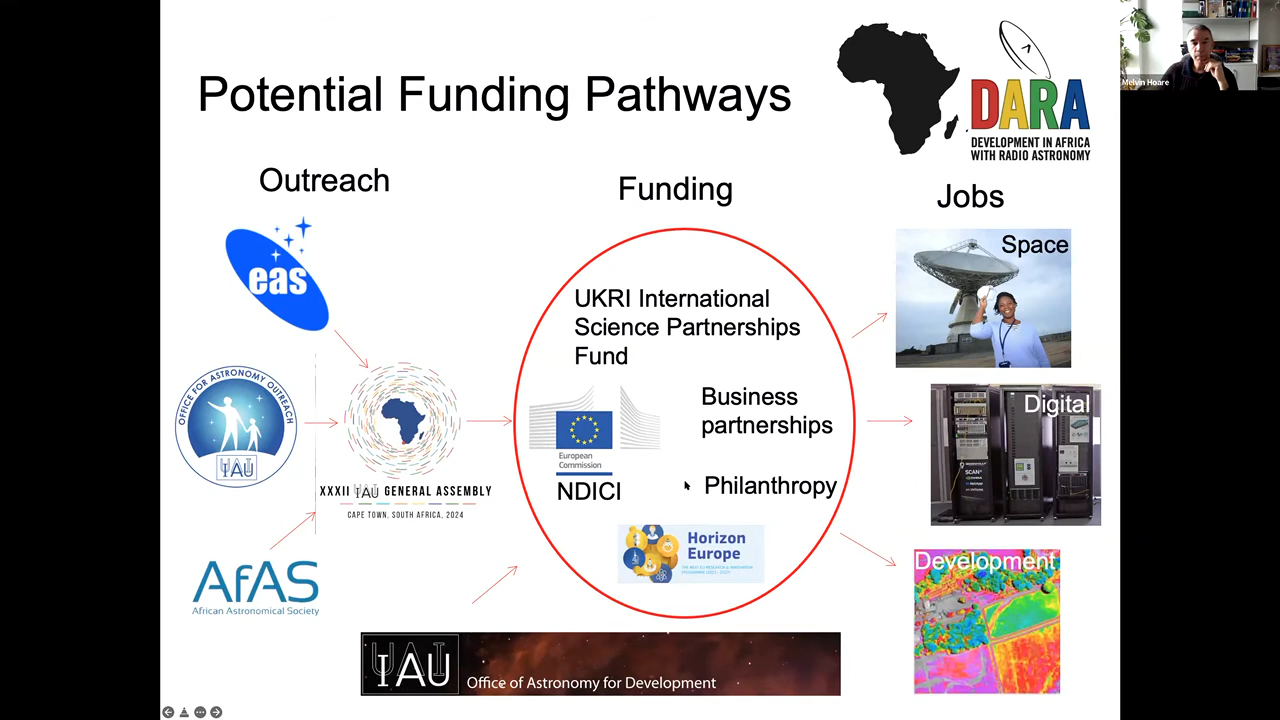 Potential Funding Pathways
DARA
DEVELOPMENT IN AFRICA
WITH RADIO ASTRONOMY
Melvin Hoare
Outreach
Funding
Jobs
eas
OFFICE FOR ASTRONOMY OUTREACH
IAU
XXXII IAU GENERAL ASSEMBLY
CAPE TOWN, SOUTH AFRICA, 2024
AfAS
African Astronomical Society
UKRI International
Science Partnerships
Fund
Business
partnerships
European
Commission
NDICI
Philanthropy
Horizon
Europe
Space
Digital
Development
IAU
Office of Astronomy for Development